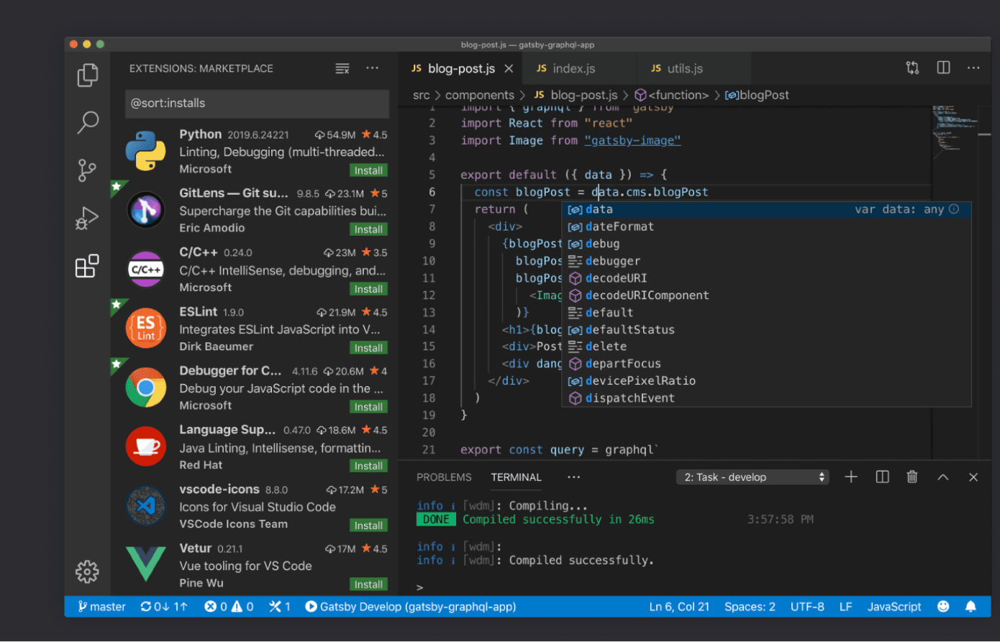 blog-post.js — gatsby-graphql-app
EXTENSIONS: MARKETPLACE
@sort:installs
Python 2019.6.24221 54.9M 4.5
Linting, Debugging (multi-threaded...
Microsoft Install
GitLens — Git su... 9.8.5 23.1M 5
Supercharge the Git capabilities bui...
Eric Amodio Install
C/C++
C/C++ 0.24.0 23M 3.5
C/C++ IntelliSense, debugging, and...
Microsoft Install
ES
Lint
ESLint 1.9.0 21.9M 4.5
Integrates ESLint JavaScript into V...
Dirk Baeumer Install
Debugger for C... 4.11.6 20.6M 4
Debug your JavaScript code in the ...
Microsoft Install
Language Sup... 0.47.0 18.6M 4.5
Java Linting, Intellisense, formattin...
Red Hat Install
vscode-icons 8.8.0 17.2M 5
Icons for Visual Studio Code
VSCode Icons Team Install
Vetur 0.21.1 17M 4.5
Vue tooling for VS Code
Pine Wu Install
JS blog-post.js JS index.js JS utils.js
src > components > JS blog-post.js > <function> > blogPost
1 import { graphql } from "gatsby"
2 import React from "react"
3 import Image from "gatsby-image"
4
5 export default ({ data }) => {
6 const blogPost = data.cms.blogPost
7 return (
8 <div>
9 {blogPost
10 blogPos
11 blogPos
12 <Imag
13 )}
14 <h1>{blog
15 <div>Post
16 <div dang
17 </div>
18 )
19 }
20
21 export const query = graphql`
data var data: any
dateFormat
debug
debugger
decodeURI
decodeURIComponent
default
defaultStatus
delete
departFocus
devicePixelRatio
dispatchEvent
PROBLEMS TERMINAL ··· 2: Task - develop
info i ｢wdm｣: Compiling...
DONE Compiled successfully in 26ms 3:57:58 PM
info i ｢wdm｣:
info i ｢wdm｣: Compiled successfully.
>
master 0↓ 1↑ 0 0 1 Gatsby Develop (gatsby-graphql-app) Ln 6, Col 21 Spaces: 2 UTF-8 LF JavaScript